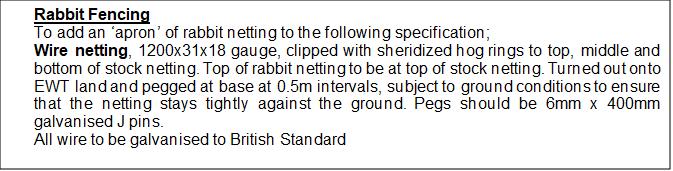 Rabbit Fencing
To add an ‘apron’ of rabbit netting to the following specification;
Wire netting, 1200x31x18 gauge, clipped with sheridized hog rings to top, middle and
bottom of stock netting. Top of rabbit netting to be at top of stock netting. Turned out onto
EWT land and pegged at base at 0.5m intervals, subject to ground conditions to ensure
that the netting stays tightly against the ground. Pegs should be 6mm x 400mm
galvanised J pins.
All wire to be galvanised to British Standard